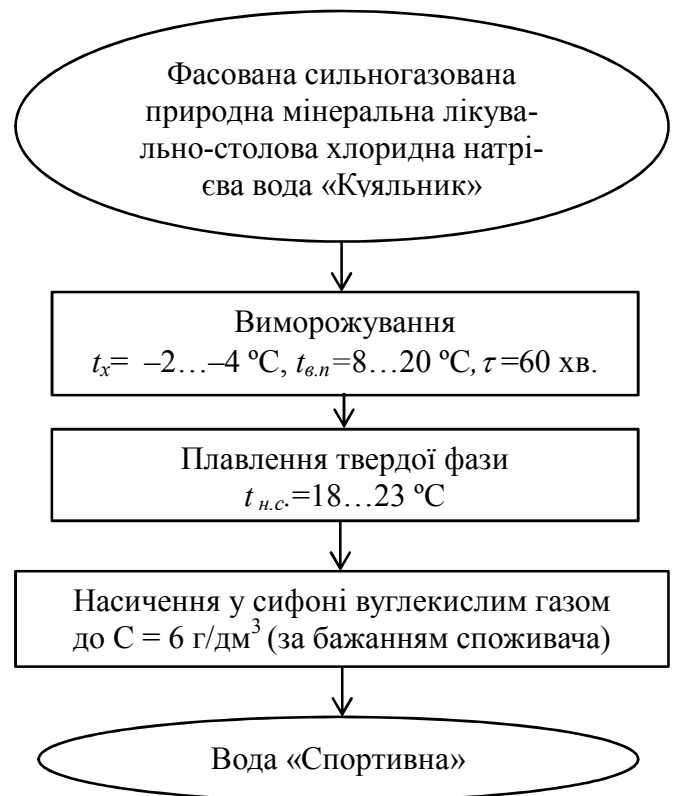 Фасована сильногазована
природна мінеральна лікува-
льно-столова хлоридна натрі-
єва вода «Куяльник»
Виморожування
tх= –2…–4 ºС, tв.п=8…20 ºС, τ =60 хв.
Плавлення твердої фази
t н.с.=18…23 ºС
Насичення у сифоні вуглекислим газом
до С = 6 г/дм³ (за бажанням споживача)
Вода «Спортивна»